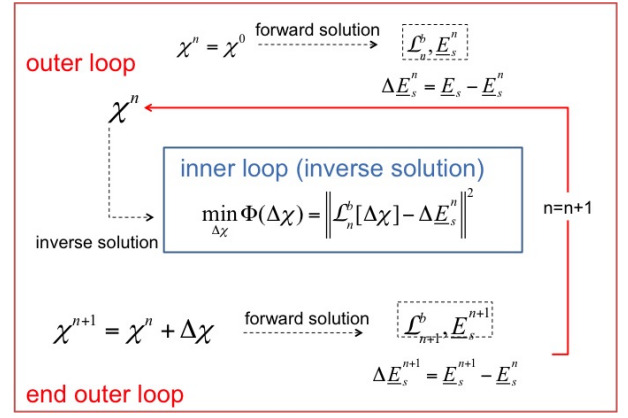 χⁿ = χ⁰ forward solution ℒₙᵇ, E̲ₛⁿ
outer loop
ΔE̲ₛⁿ = E̲ₛ − E̲ₛⁿ
χⁿ
inner loop (inverse solution)
min Φ(Δχ) = ‖ℒₙᵇ[Δχ] − ΔE̲ₛⁿ‖²
Δχ
n=n+1
inverse solution
χⁿ⁺¹ = χⁿ + Δχ forward solution ℒₙ₊₁ᵇ, E̲ₛⁿ⁺¹
ΔE̲ₛⁿ⁺¹ = E̲ₛⁿ⁺¹ − E̲ₛⁿ
end outer loop